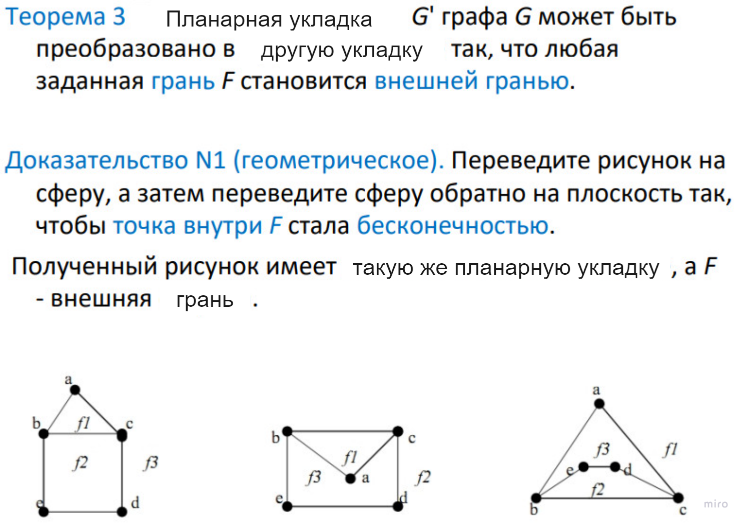 Теорема 3 Планарная укладка G' графа G может быть
преобразовано в другую укладку так, что любая
заданная грань F становится внешней гранью.
Доказательство N1 (геометрическое). Переведите рисунок на
сферу, а затем переведите сферу обратно на плоскость так,
чтобы точка внутри F стала бесконечностью.
Полученный рисунок имеет такую же планарную укладку , а F
- внешняя грань .
a
b f1 c
f2 f3
e d
b c
f1
f3 a f2
e d
a
f3 f1
e d
f2
b c
miro